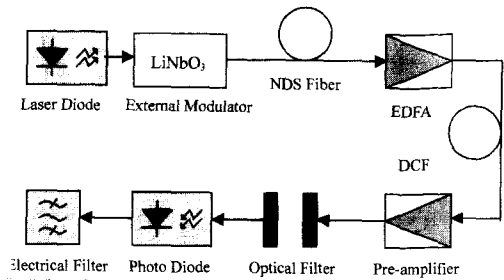 LiNbO3
NDS Fiber
Laser Diode
External Modulator
EDFA
DCF
Electrical Filter
Photo Diode
Optical Filter
Pre-amplifier